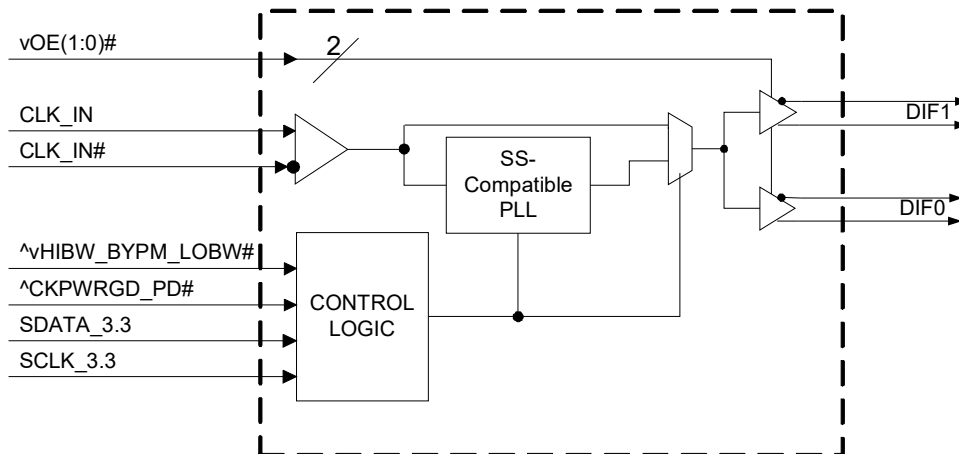 vOE(1:0)#
2
CLK_IN
CLK_IN#
SS-
Compatible
PLL
DIF1
DIF0
^vHIBW_BYPM_LOBW#
^CKPWRGD_PD#
SDATA_3.3
SCLK_3.3
CONTROL
LOGIC